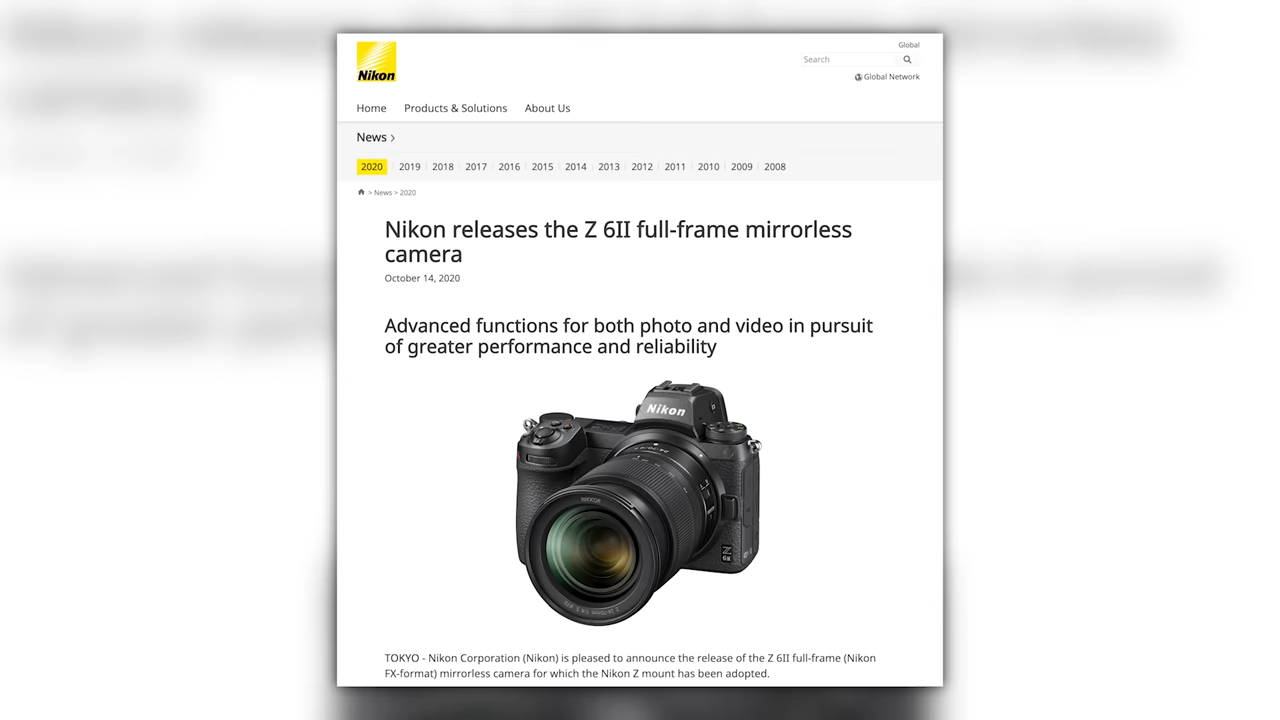 Nikon
Global
Search
Global Network
Home Products & Solutions About Us
News
2020 2019 2018 2017 2016 2015 2014 2013 2012 2011 2010 2009 2008
> News > 2020
Nikon releases the Z 6II full-frame mirrorless
camera
October 14, 2020
Advanced functions for both photo and video in pursuit
of greater performance and reliability
Nikon
NIKKOR
Z
6II
TOKYO - Nikon Corporation (Nikon) is pleased to announce the release of the Z 6II full-frame (Nikon
FX-format) mirrorless camera for which the Nikon Z mount has been adopted.